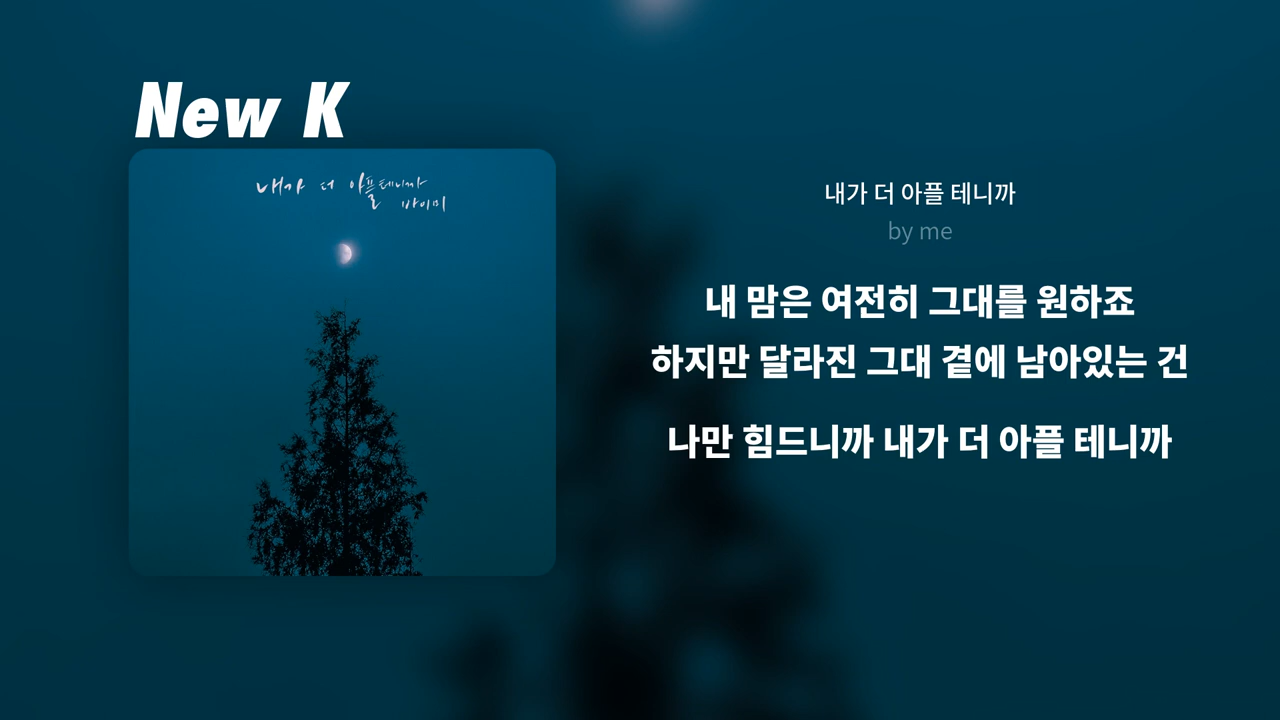 New K
내가 더 아플테니까
바이미
내가 더 아플 테니까
by me
내 맘은 여전히 그대를 원하죠
하지만 달라진 그대 곁에 남아있는 건
나만 힘드니까 내가 더 아플 테니까